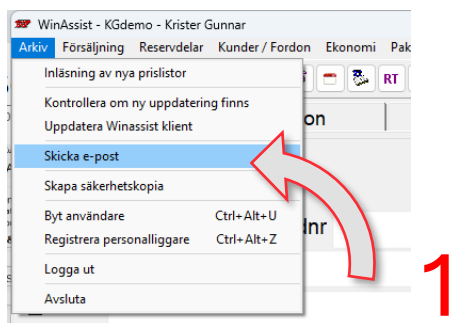 WinAssist - KGdemo - Krister Gunnar
Arkiv Försäljning Reservdelar Kunder / Fordon Ekonomi Pak
Inläsning av nya prislistor
RT
Kontrollera om ny uppdatering finns
on
Uppdatera Winassist klient
Skicka e-post
Skapa säkerhetskopia
Byt användare Ctrl+Alt+U
dnr
Registrera personalliggare Ctrl+Alt+Z
Logga ut
Avsluta
1